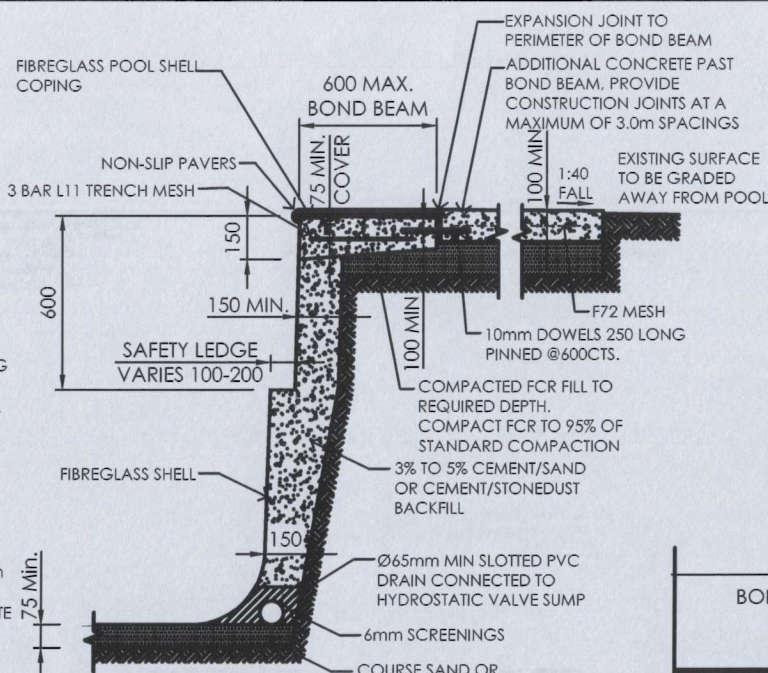 EXPANSION JOINT TO
PERIMETER OF BOND BEAM
FIBREGLASS POOL SHELL
COPING
600 MAX.
BOND BEAM
ADDITIONAL CONCRETE PAST
BOND BEAM, PROVIDE
CONSTRUCTION JOINTS AT A
MAXIMUM OF 3.0m SPACINGS
75 MIN.
COVER
100 MIN
1:40
FALL
EXISTING SURFACE
TO BE GRADED
AWAY FROM POOL
NON-SLIP PAVERS
3 BAR L11 TRENCH MESH
150
600
150 MIN.
100 MIN
F72 MESH
10mm DOWELS 250 LONG
PINNED @600CTS.
SAFETY LEDGE
VARIES 100-200
COMPACTED FCR FILL TO
REQUIRED DEPTH.
COMPACT FCR TO 95% OF
STANDARD COMPACTION
FIBREGLASS SHELL
3% TO 5% CEMENT/SAND
OR CEMENT/STONEDUST
BACKFILL
150
Ø65mm MIN SLOTTED PVC
DRAIN CONNECTED TO
HYDROSTATIC VALVE SUMP
75 Min.
6mm SCREENINGS
COURSE SAND OR
G
TE
BO